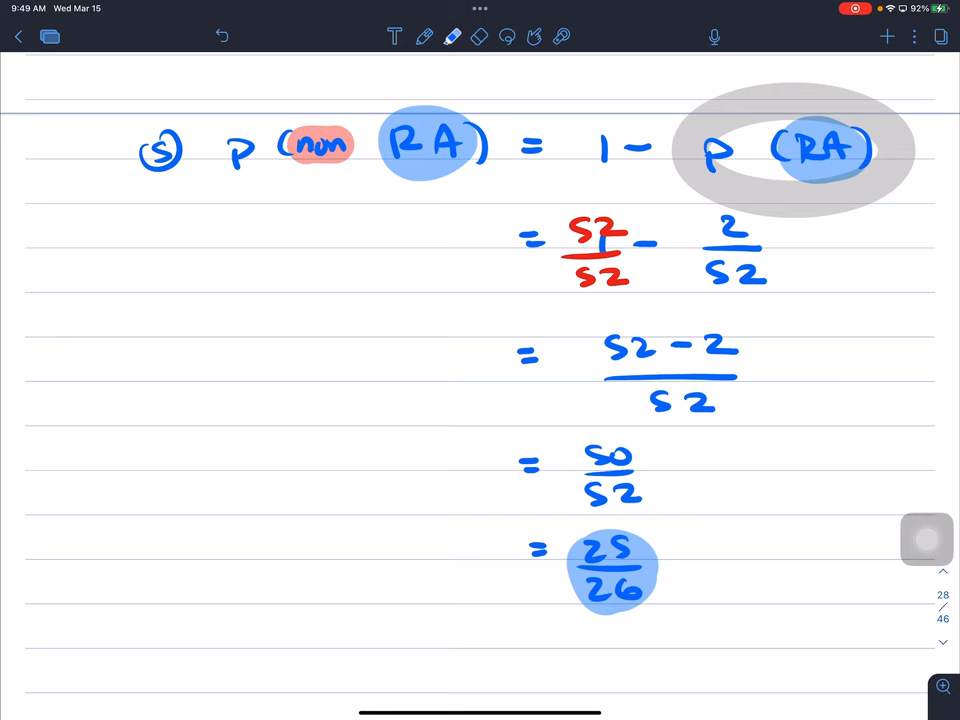 9:49 AM Wed Mar 15
92%
T
⑤ P (non RA) = 1 - P (RA)
= 52/52 - 2/52
= 52 - 2/52
= 50/52
= 25/26
28
/
46